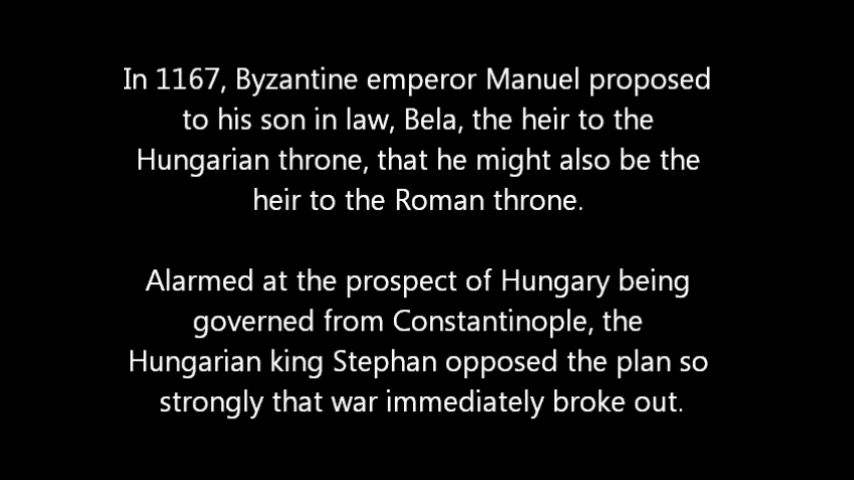 In 1167, Byzantine emperor Manuel proposed
to his son in law, Bela, the heir to the
Hungarian throne, that he might also be the
heir to the Roman throne.
Alarmed at the prospect of Hungary being
governed from Constantinople, the
Hungarian king Stephan opposed the plan so
strongly that war immediately broke out.